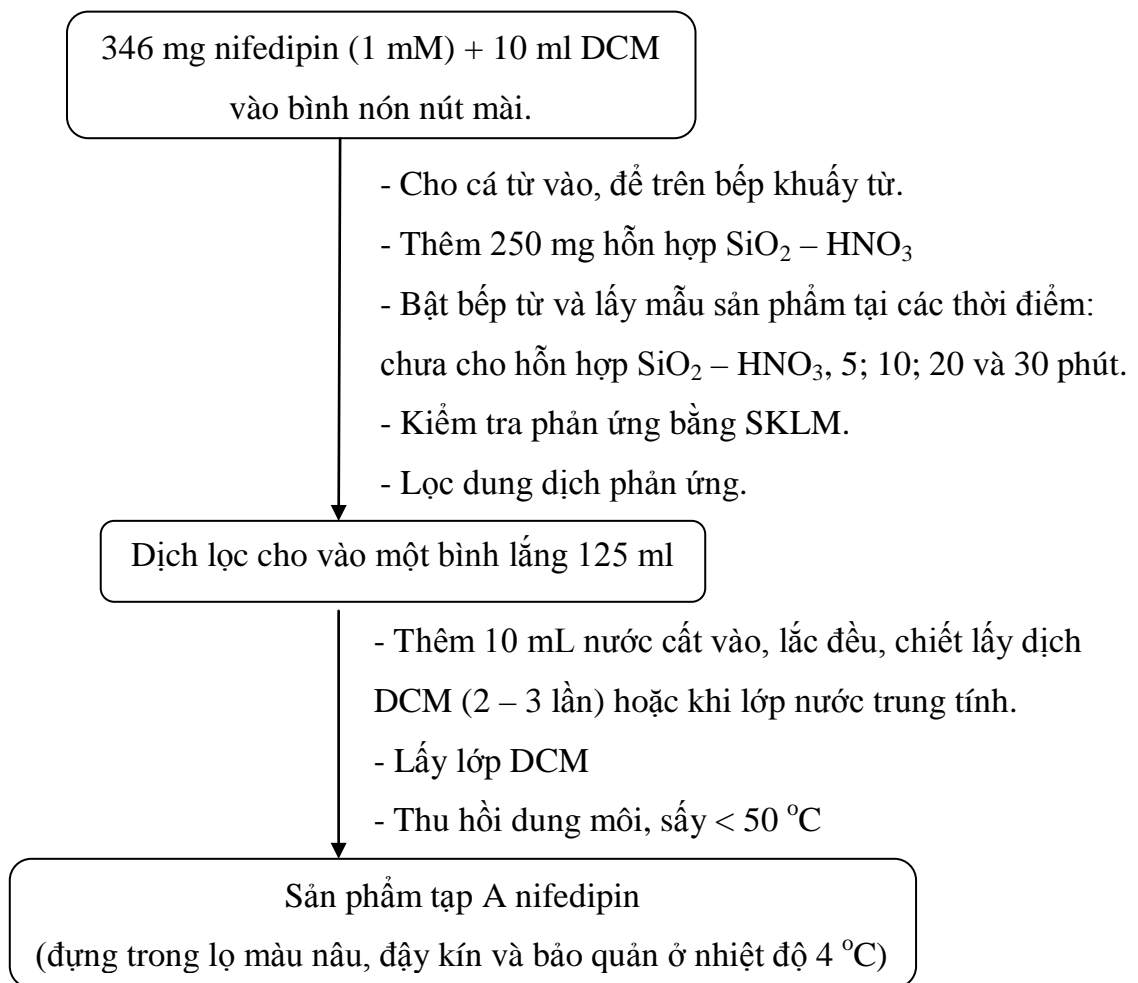 346 mg nifedipin (1 mM) + 10 ml DCM
vào bình nón nút mài.
- Cho cá từ vào, để trên bếp khuấy từ.
- Thêm 250 mg hỗn hợp SiO₂ – HNO₃
- Bật bếp từ và lấy mẫu sản phẩm tại các thời điểm:
chưa cho hỗn hợp SiO₂ – HNO₃, 5; 10; 20 và 30 phút.
- Kiểm tra phản ứng bằng SKLM.
- Lọc dung dịch phản ứng.
Dịch lọc cho vào một bình lắng 125 ml
- Thêm 10 mL nước cất vào, lắc đều, chiết lấy dịch
DCM (2 – 3 lần) hoặc khi lớp nước trung tính.
- Lấy lớp DCM
- Thu hồi dung môi, sấy < 50 °C
Sản phẩm tạp A nifedipin
(đựng trong lọ màu nâu, đậy kín và bảo quản ở nhiệt độ 4 °C)